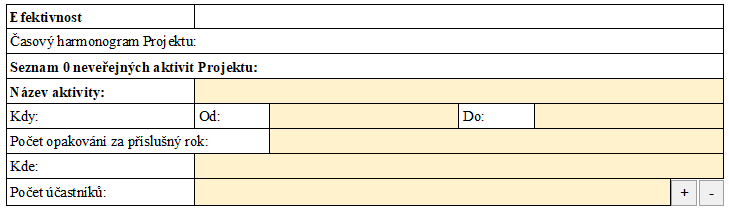 Efektivnost
Časový harmonogram Projektu:
Seznam 0 neveřejných aktivit Projektu:
Název aktivity:
Kdy: Od: Do:
Počet opakování za příslušný rok:
Kde:
Počet účastníků: + -